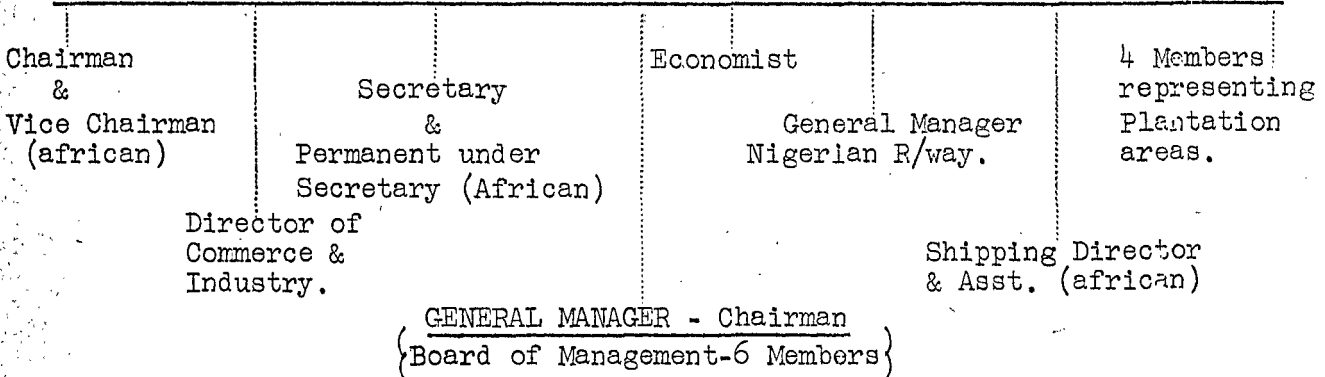 Chairman
&
Vice Chairman
(african)
Director of
Commerce &
Industry.
Secretary
&
Permanent under
Secretary (African)
Economist
General Manager
Nigerian R/way.
Shipping Director
& Asst. (african)
4 Members
representing
Plantation
areas.
GENERAL MANAGER - Chairman
Board of Management-6 Members